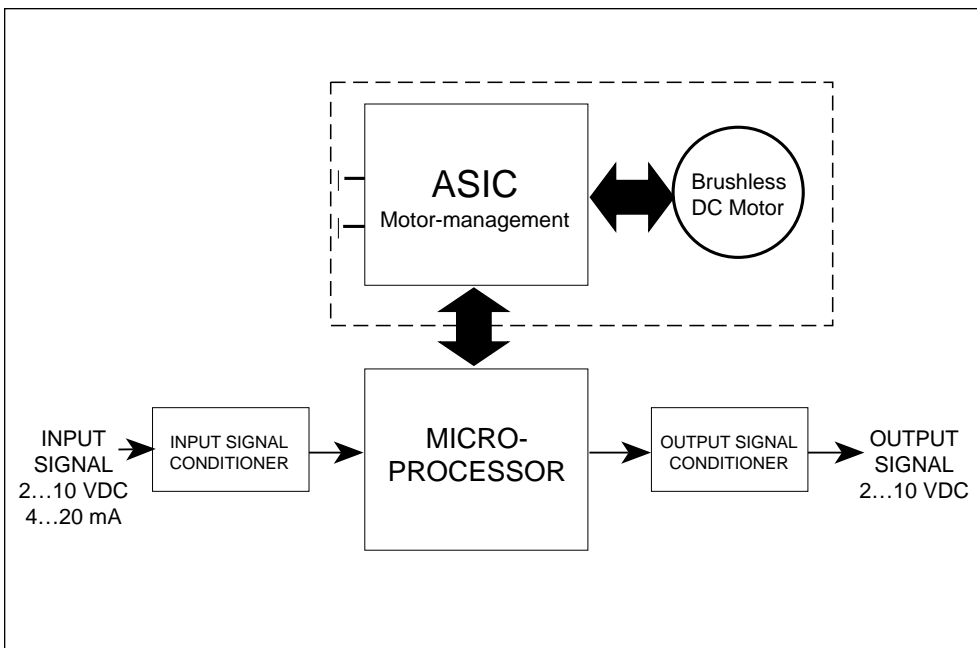 ASIC
Motor-management
Brushless
DC Motor
INPUT
SIGNAL
2…10 VDC
4…20 mA
INPUT SIGNAL
CONDITIONER
MICRO-
PROCESSOR
OUTPUT SIGNAL
CONDITIONER
OUTPUT
SIGNAL
2…10 VDC